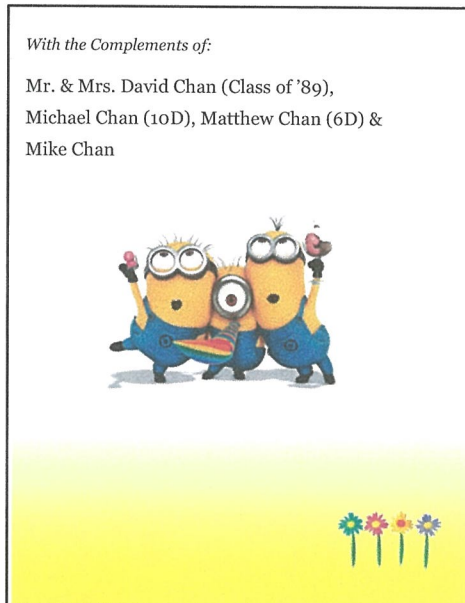 With the Complements of:
Mr. & Mrs. David Chan (Class of ’89),
Michael Chan (10D), Matthew Chan (6D) &
Mike Chan